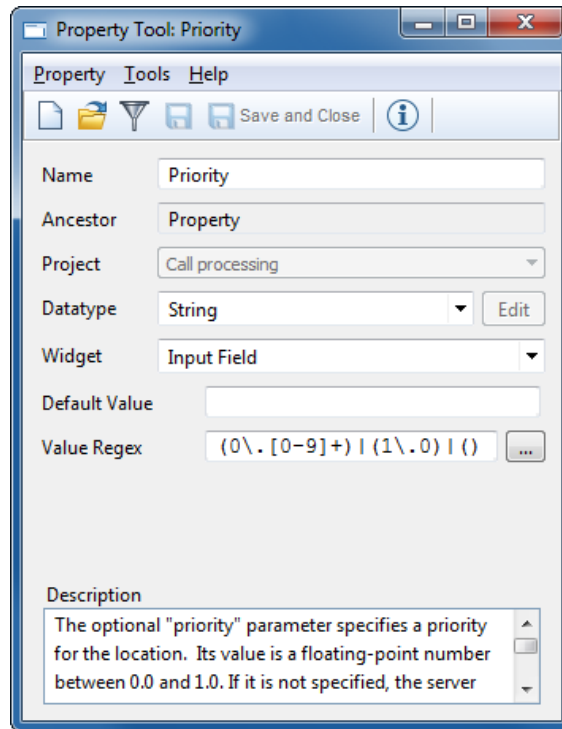 Property Tool: Priority
Property Tools Help
Save and Close
Name Priority
Ancestor Property
Project Call processing
Datatype String Edit
Widget Input Field
Default Value
Value Regex (0\.[0-9]+)|(1\.0)|() ...
Description
The optional "priority" parameter specifies a priority
for the location. Its value is a floating-point number
between 0.0 and 1.0. If it is not specified, the server